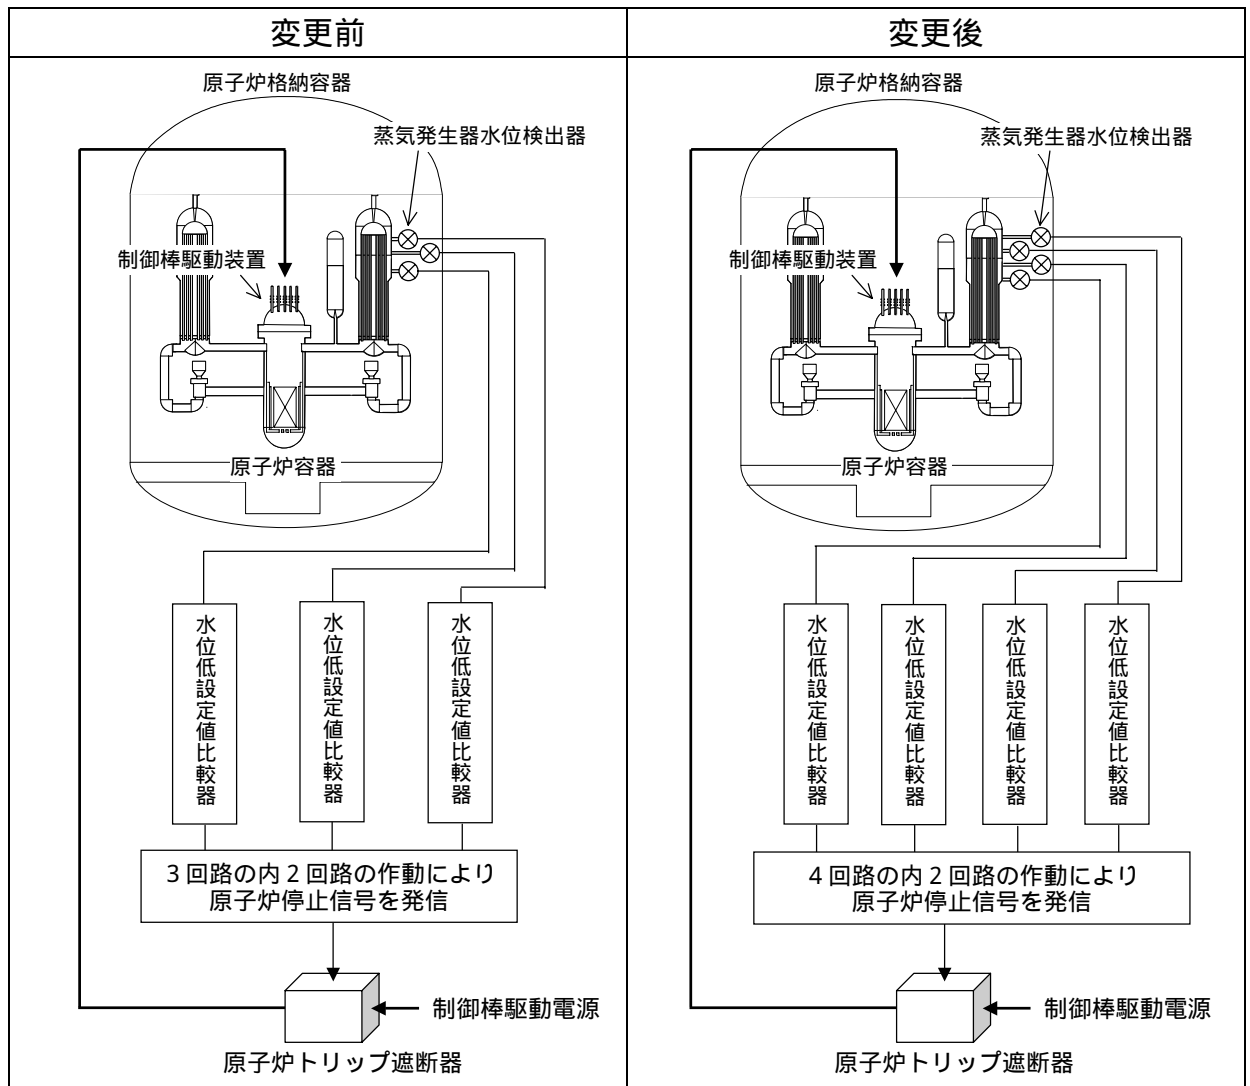 変更前
原子炉格納容器
蒸気発生器水位検出器
制御棒駆動装置
原子炉容器
水位低設定値比較器
水位低設定値比較器
水位低設定値比較器
3回路の内2回路の作動により
原子炉停止信号を発信
制御棒駆動電源
原子炉トリップ遮断器
変更後
原子炉格納容器
蒸気発生器水位検出器
制御棒駆動装置
原子炉容器
水位低設定値比較器
水位低設定値比較器
水位低設定値比較器
水位低設定値比較器
4回路の内2回路の作動により
原子炉停止信号を発信
制御棒駆動電源
原子炉トリップ遮断器